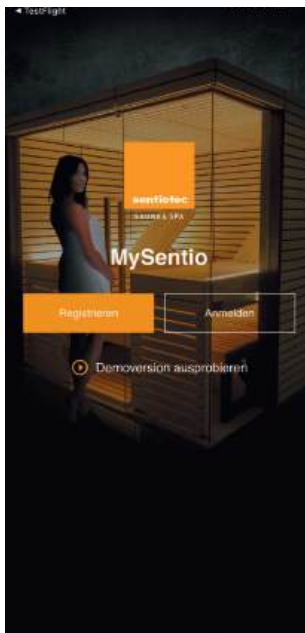 ◄ TestFlight
sentiotec
SAUNA & SPA
MySentio
Registrieren
Anmelden
Demoversion ausprobieren